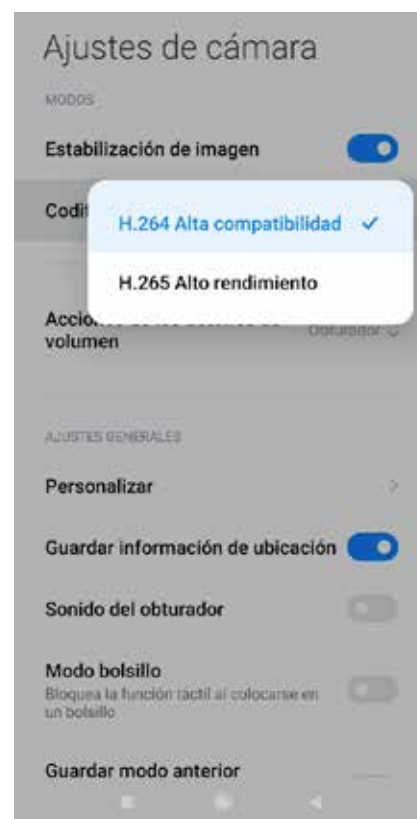 Ajustes de cámara
MODOS
Estabilización de imagen
Codif
H.264 Alta compatibilidad
H.265 Alto rendimiento
volumen
Obturador
AJUSTES GENERALES
Personalizar
Guardar información de ubicación
Sonido del obturador
Modo bolsillo
Bloquea la función táctil al colocarse en
un bolsillo
Guardar modo anterior